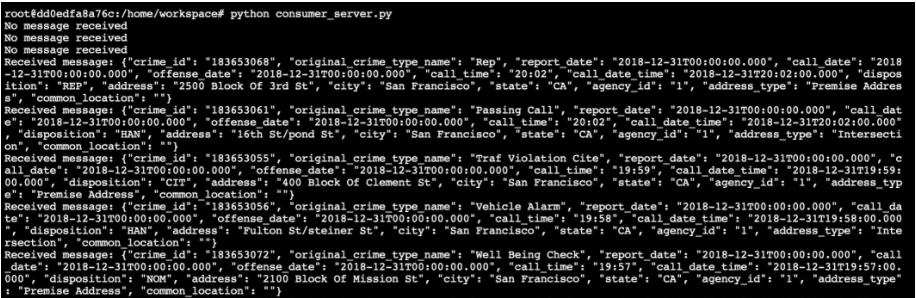 root@dd0edfa8a76c:/home/workspace# python consumer_server.py
No message received
No message received
No message received
Received message: {"crime_id": "183653068", "original_crime_type_name": "Rep", "report_date": "2018-12-31T00:00:00.000", "call_date": "2018
-12-31T00:00:00.000", "offense_date": "2018-12-31T00:00:00.000", "call_time": "20:02", "call_date_time": "2018-12-31T20:02:00.000", "dispos
ition": "REP", "address": "2500 Block Of 3rd St", "city": "San Francisco", "state": "CA", "agency_id": "1", "address_type": "Premise Addres
s", "common_location": ""}
Received message: {"crime_id": "183653061", "original_crime_type_name": "Passing Call", "report_date": "2018-12-31T00:00:00.000", "call_dat
e": "2018-12-31T00:00:00.000", "offense_date": "2018-12-31T00:00:00.000", "call_time": "20:02", "call_date_time": "2018-12-31T20:02:00.000"
, "disposition": "HAN", "address": "16th St/pond St", "city": "San Francisco", "state": "CA", "agency_id": "1", "address_type": "Intersecti
on", "common_location": ""}
Received message: {"crime_id": "183653055", "original_crime_type_name": "Traf Violation Cite", "report_date": "2018-12-31T00:00:00.000", "c
all_date": "2018-12-31T00:00:00.000", "offense_date": "2018-12-31T00:00:00.000", "call_time": "19:59", "call_date_time": "2018-12-31T19:59:
00.000", "disposition": "CIT", "address": "400 Block Of Clement St", "city": "San Francisco", "state": "CA", "agency_id": "1", "address_typ
e": "Premise Address", "common_location": ""}
Received message: {"crime_id": "183653056", "original_crime_type_name": "Vehicle Alarm", "report_date": "2018-12-31T00:00:00.000", "call_da
te": "2018-12-31T00:00:00.000", "offense_date": "2018-12-31T00:00:00.000", "call_time": "19:58", "call_date_time": "2018-12-31T19:58:00.000
", "disposition": "HAN", "address": "Fulton St/steiner St", "city": "San Francisco", "state": "CA", "agency_id": "1", "address_type": "Inte
rsection", "common_location": ""}
Received message: {"crime_id": "183653072", "original_crime_type_name": "Well Being Check", "report_date": "2018-12-31T00:00:00.000", "call
_date": "2018-12-31T00:00:00.000", "offense_date": "2018-12-31T00:00:00.000", "call_time": "19:57", "call_date_time": "2018-12-31T19:57:00.
000", "disposition": "NOM", "address": "2100 Block Of Mission St", "city": "San Francisco", "state": "CA", "agency_id": "1", "address_type"
: "Premise Address", "common_location": ""}